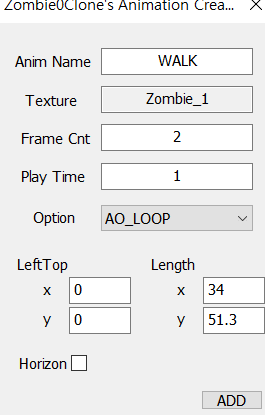 Zombie0Clone's Animation Crea... ×
Anim Name WALK
Texture Zombie_1
Frame Cnt 2
Play Time 1
Option AO_LOOP
LeftTop Length
x 0 x 34
y 0 y 51.3
Horizon
ADD